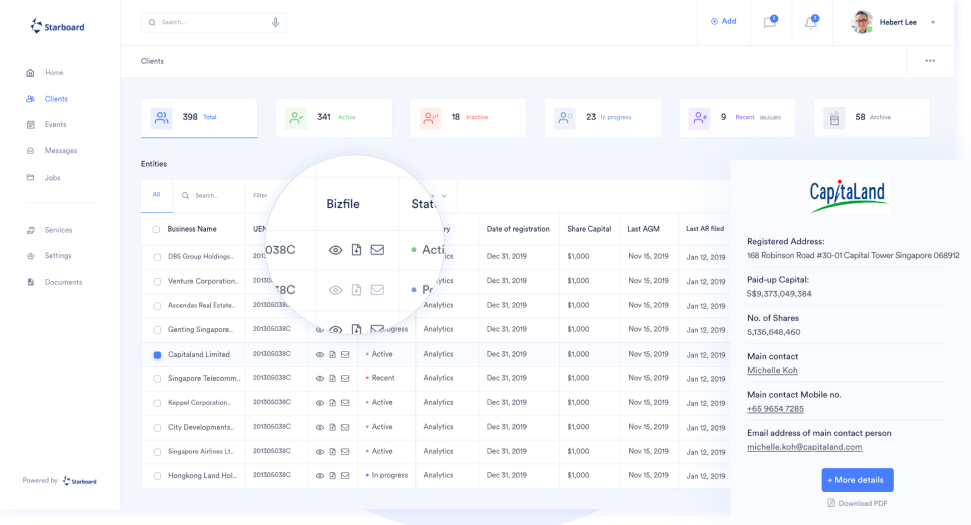 Starboard
Search...
Add
Hebert Lee
Clients
Home
Clients
Events
Messages
Jobs
Services
Settings
Documents
Powered by Starboard
398 Total
341 Active
18 Inactive
23 In progress
9 Recent
58 Archive
Entities
All
Search...
Filter
Bizfile
Stat
038C
Acti
8C
Business Name
UEN
Date of registration
Share Capital
Last AGM
Last AR filed
DBS Group Holdings.. Dec 31, 2019 $1,000 Nov 15, 2019 Jan 12, 2019
Venture Corporation.. Dec 31, 2019 $1,000 Nov 15, 2019 Jan 12, 2019
Ascendas Real Estate.. 201305038C Analytics Dec 31, 2019 $1,000 Nov 15, 2019 Jan 12, 2019
Genting Singapore.. 201305038C ogress Analytics Dec 31, 2019 $1,000 Nov 15, 2019 Jan 12, 2019
Capitaland Limited 201305038C Active Analytics Dec 31, 2019 $1,000 Nov 15, 2019 Jan 12, 2019
Singapore Telecomm.. 201305038C Recent Analytics Dec 31, 2019 $1,000 Nov 15, 2019 Jan 12, 2019
Keppel Corporation.. 201305038C Active Analytics Dec 31, 2019 $1,000 Nov 15, 2019 Jan 12, 2019
City Developments.. 201305038C Active Analytics Dec 31, 2019 $1,000 Nov 15, 2019 Jan 12, 2019
Singapore Airlines Lt.. 201305038C Active Analytics Dec 31, 2019 $1,000 Nov 15, 2019 Jan 12, 2019
Hongkong Land Hol.. 201305038C In progress Analytics Dec 31, 2019 $1,000 Nov 15, 2019 Jan 12, 2019
CapitaLand
Registered Address:
168 Robinson Road #30-01 Capital Tower Singapore 068912
Paid-up Capital:
S$9,373,049,384
No. of Shares
5,136,648,460
Main contact
Michelle Koh
Main contact Mobile no.
+65 9654 7285
Email address of main contact person
michelle.koh@capitaland.com
+ More details
Download PDF